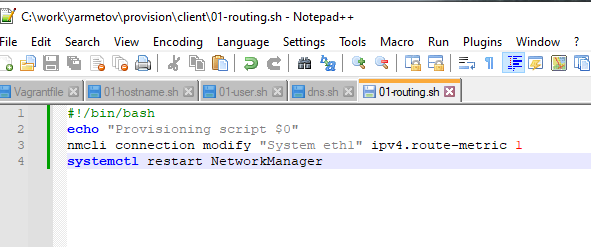 C:\work\yarmetov\provision\client\01-routing.sh - Notepad++
File Edit Search View Encoding Language Settings Tools Macro Run Plugins Window ?
Vagrantfile 01-hostname.sh 01-user.sh dns.sh 01-routing.sh
1 #!/bin/bash
2 echo "Provisioning script $0"
3 nmcli connection modify "System eth1" ipv4.route-metric 1
4 systemctl restart NetworkManager